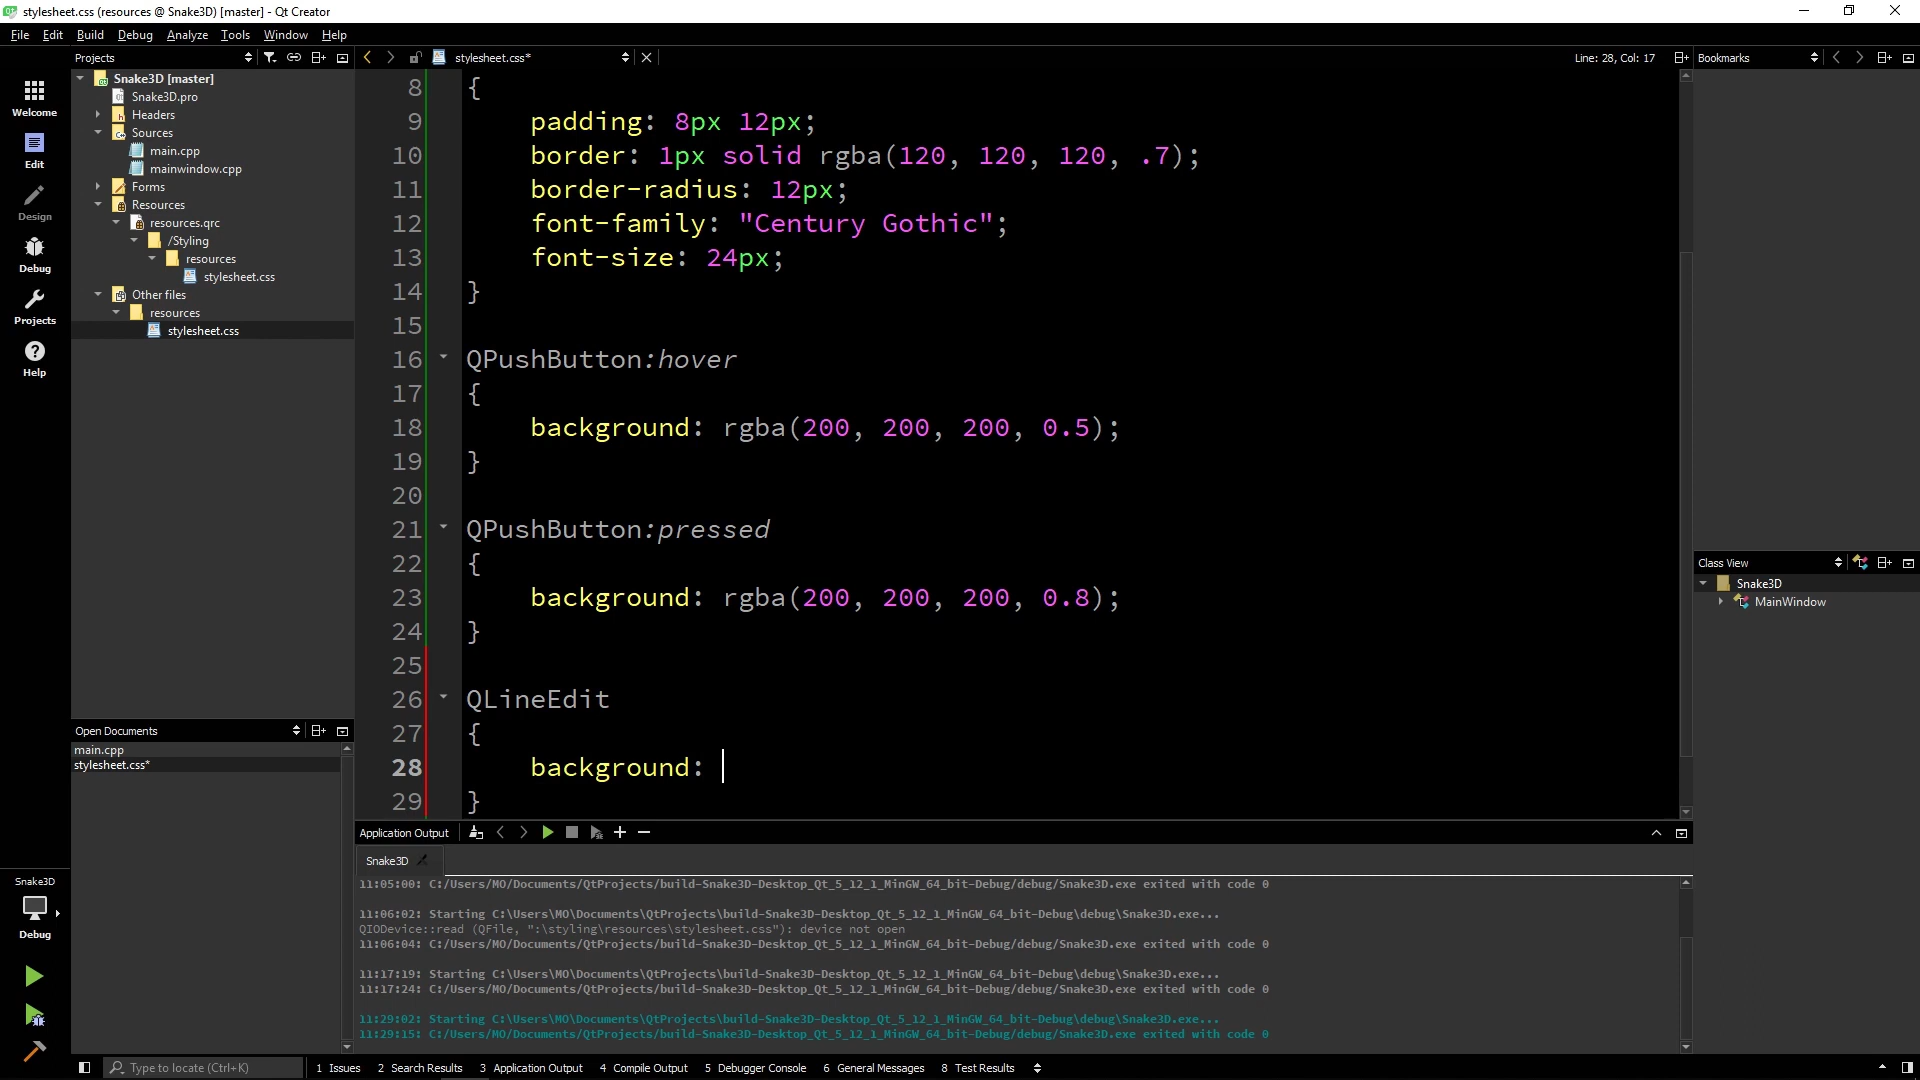 stylesheet.css (resources @ Snake3D) [master] - Qt Creator
File Edit Build Debug Analyze Tools Window Help
Projects
stylesheet.css*
Line: 28, Col: 17
Bookmarks
Welcome
Edit
Design
Debug
Projects
Help
Snake3D [master]
Snake3D.pro
Headers
Sources
main.cpp
mainwindow.cpp
Forms
Resources
resources.qrc
/Styling
resources
stylesheet.css
Other files
resources
stylesheet.css
8 {
9 padding: 8px 12px;
10 border: 1px solid rgba(120, 120, 120, .7);
11 border-radius: 12px;
12 font-family: "Century Gothic";
13 font-size: 24px;
14 }
15
16 QPushButton:hover
17 {
18 background: rgba(200, 200, 200, 0.5);
19 }
20
21 QPushButton:pressed
22 {
23 background: rgba(200, 200, 200, 0.8);
24 }
25
26 QLineEdit
27 {
28 background:
29 }
Class View
Snake3D
MainWindow
Open Documents
main.cpp
stylesheet.css*
Application Output
Snake3D
11:05:00: C:/Users/MO/Documents/QtProjects/build-Snake3D-Desktop_Qt_5_12_1_MinGW_64_bit-Debug/debug/Snake3D.exe exited with code 0
11:06:02: Starting C:\Users\MO\Documents\QtProjects\build-Snake3D-Desktop_Qt_5_12_1_MinGW_64_bit-Debug\debug\Snake3D.exe...
QIODevice::read (QFile, ":\styling\resources\stylesheet.css"): device not open
11:06:04: C:/Users/MO/Documents/QtProjects/build-Snake3D-Desktop_Qt_5_12_1_MinGW_64_bit-Debug/debug/Snake3D.exe exited with code 0
11:17:19: Starting C:\Users\MO\Documents\QtProjects\build-Snake3D-Desktop_Qt_5_12_1_MinGW_64_bit-Debug\debug\Snake3D.exe...
11:17:24: C:/Users/MO/Documents/QtProjects/build-Snake3D-Desktop_Qt_5_12_1_MinGW_64_bit-Debug/debug/Snake3D.exe exited with code 0
11:29:02: Starting C:\Users\MO\Documents\QtProjects\build-Snake3D-Desktop_Qt_5_12_1_MinGW_64_bit-Debug\debug\Snake3D.exe...
11:29:15: C:/Users/MO/Documents/QtProjects/build-Snake3D-Desktop_Qt_5_12_1_MinGW_64_bit-Debug/debug/Snake3D.exe exited with code 0
Snake3D
Debug
Type to locate (Ctrl+K)
1 Issues 2 Search Results 3 Application Output 4 Compile Output 5 Debugger Console 6 General Messages 8 Test Results